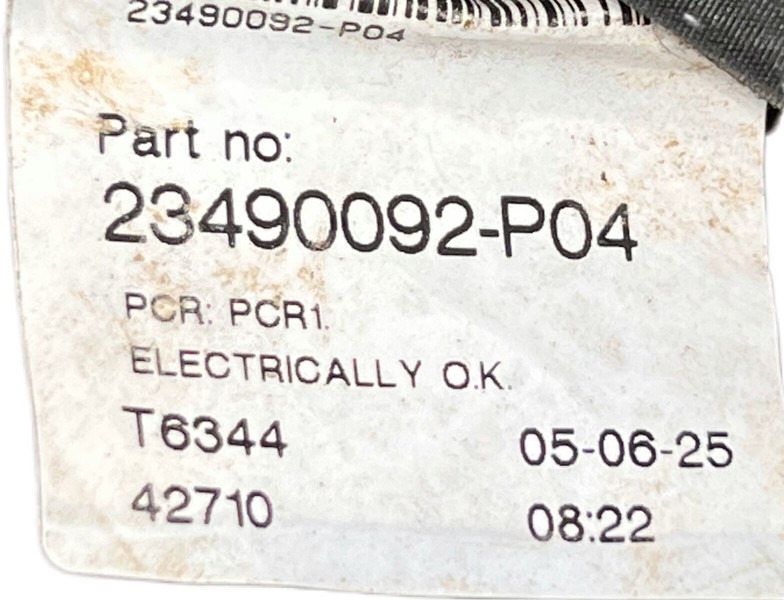 23490092-P04
Part no:
23490092-P04
PCR: PCR1.
ELECTRICALLY O.K.
T6344 05-06-25
42710 08:22